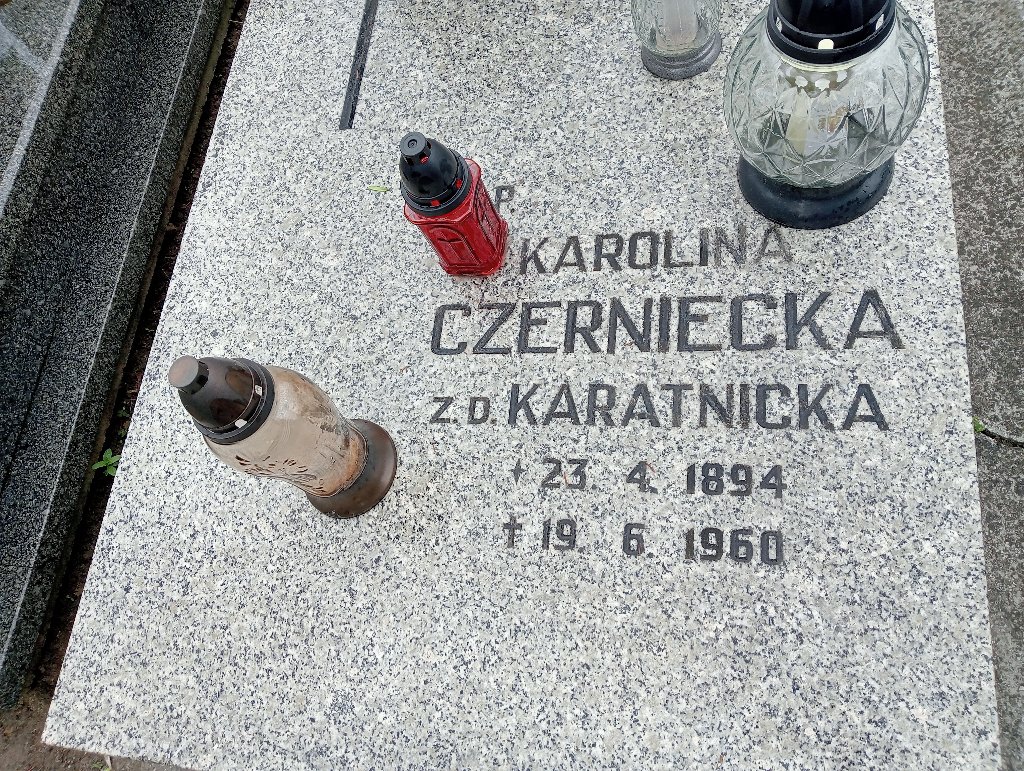 P
KAROLINA
CZERNIECKA
Z.D. KARATNICKA
23 4. 1894
† 19 6 1960